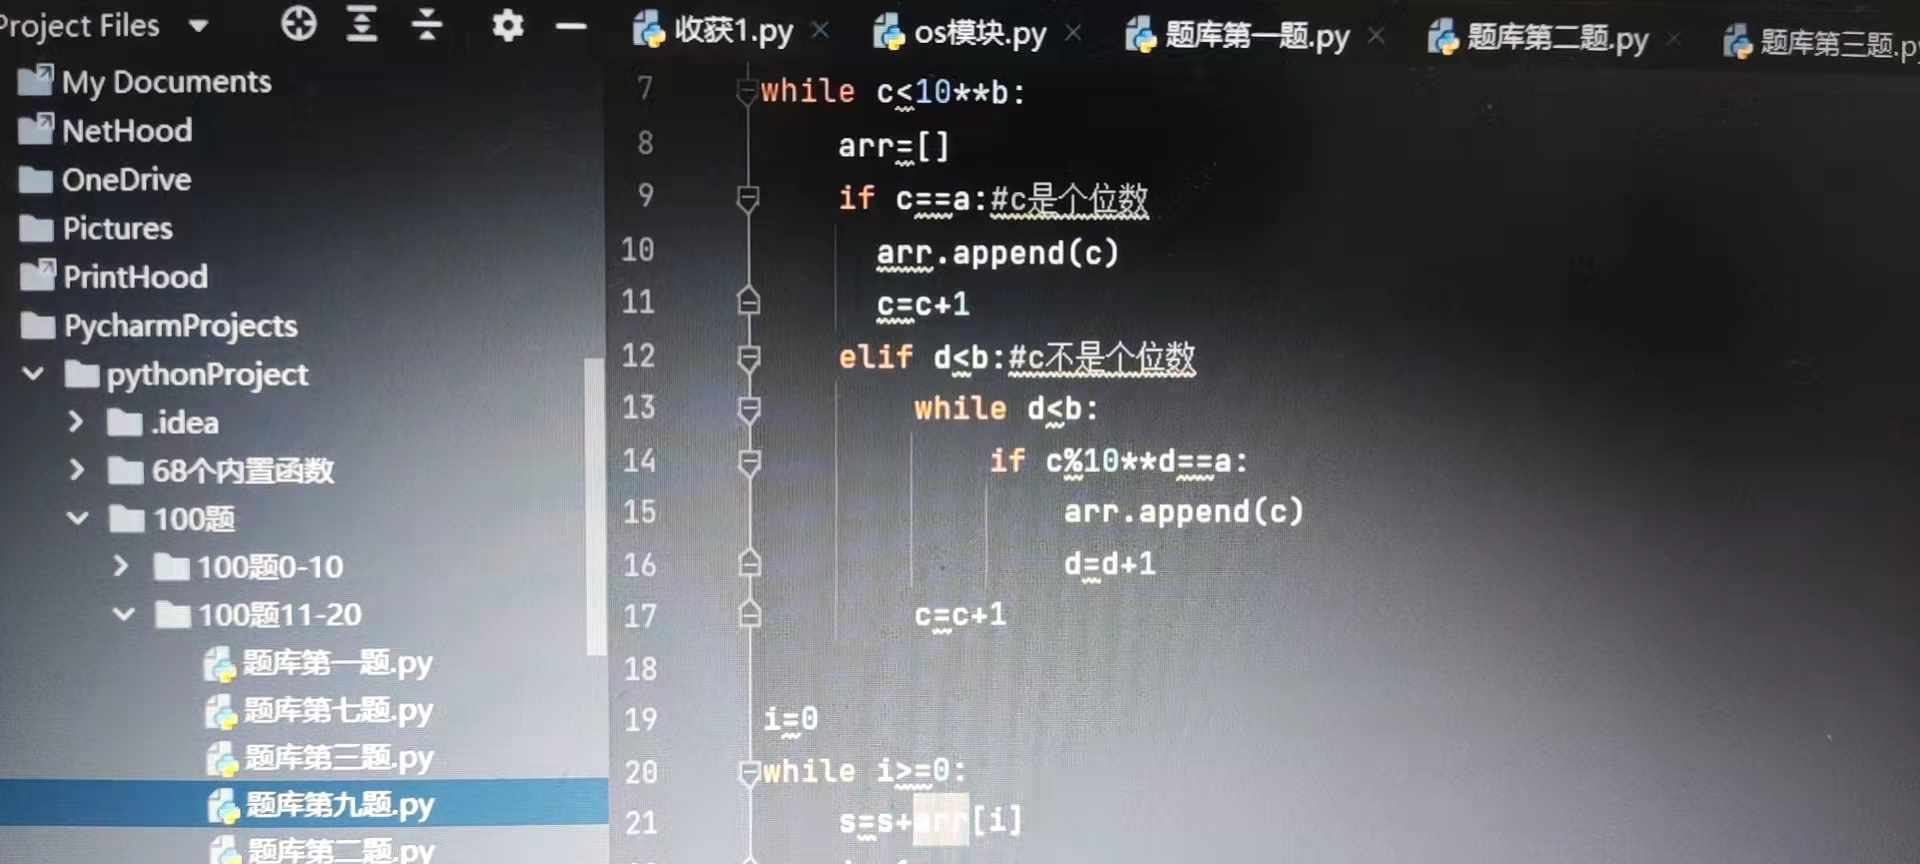 Project Files
My Documents
NetHood
OneDrive
Pictures
PrintHood
PycharmProjects
pythonProject
.idea
68个内置函数
100题
100题0-10
100题11-20
题库第一题.py
题库第七题.py
题库第三题.py
题库第九题.py
题库第二题.py
收获1.py
os模块.py
题库第一题.py
题库第二题.py
题库第三题.py
7 while c<10**b:
8 arr=[]
9 if c==a:#c是个位数
10 arr.append(c)
11 c=c+1
12 elif d<b:#c不是个位数
13 while d<b:
14 if c%10**d==a:
15 arr.append(c)
16 d=d+1
17 c=c+1
18
19 i=0
20 while i>=0:
21 s=s+arr[i]